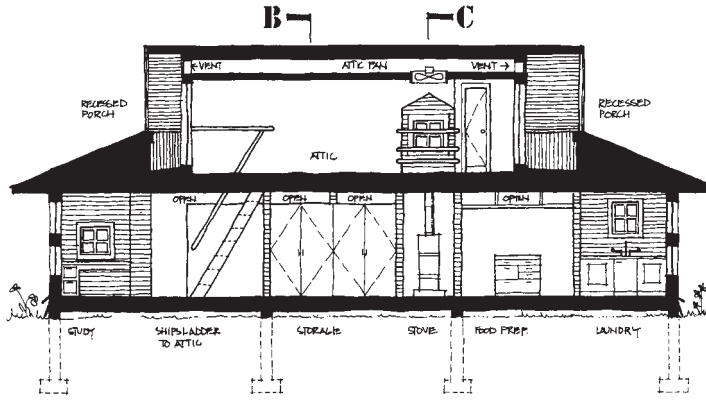 B C
←VENT ATTIC FAN VENT→
RECESSED
PORCH
RECESSED
PORCH
ATTIC
OPEN OPEN OPEN OPEN
STUDY SHIPSLADDER
TO ATTIC
STORAGE STOVE FOOD PREP. LAUNDRY